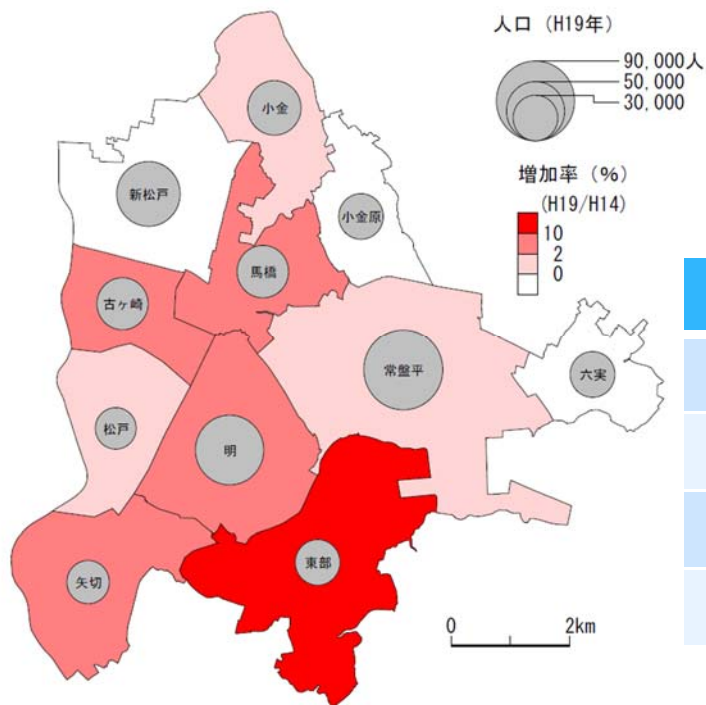 人口 (H19年)
90,000人
50,000
30,000
増加率 (%)
(H19/H14)
10
2
0
小金
新松戸
小金原
馬橋
古ヶ崎
常盤平
六実
松戸
明
東部
矢切
0 2km